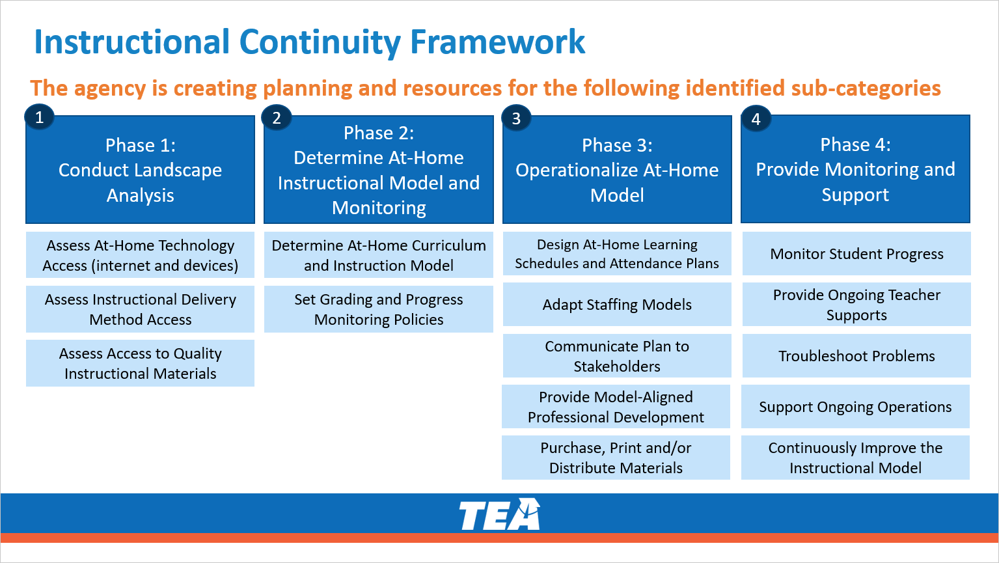 Instructional Continuity Framework
The agency is creating planning and resources for the following identified sub-categories
1
Phase 1:
Conduct Landscape
Analysis
Assess At-Home Technology
Access (internet and devices)
Assess Instructional Delivery
Method Access
Assess Access to Quality
Instructional Materials
2
Phase 2:
Determine At-Home
Instructional Model and
Monitoring
Determine At-Home Curriculum
and Instruction Model
Set Grading and Progress
Monitoring Policies
3
Phase 3:
Operationalize At-Home
Model
Design At-Home Learning
Schedules and Attendance Plans
Adapt Staffing Models
Communicate Plan to
Stakeholders
Provide Model-Aligned
Professional Development
Purchase, Print and/or
Distribute Materials
4
Phase 4:
Provide Monitoring and
Support
Monitor Student Progress
Provide Ongoing Teacher
Supports
Troubleshoot Problems
Support Ongoing Operations
Continuously Improve the
Instructional Model
TEA